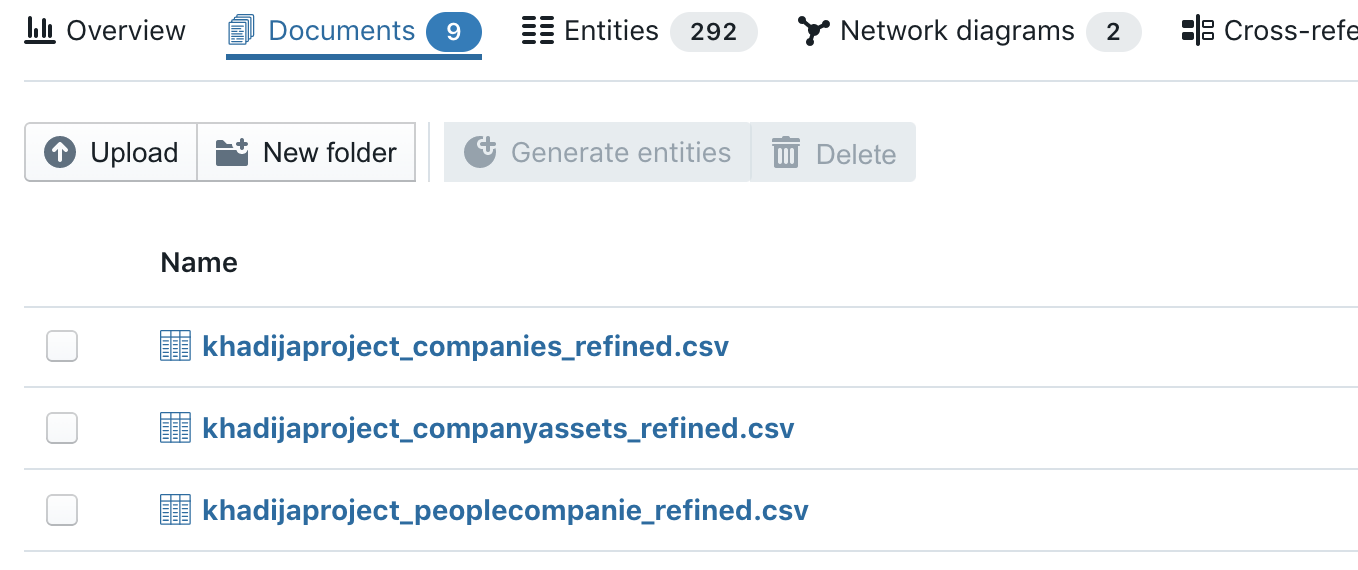 Overview Documents 9 Entities 292 Network diagrams 2 Cross-refe
Upload New folder Generate entities Delete
Name
khadijaproject_companies_refined.csv
khadijaproject_companyassets_refined.csv
khadijaproject_peoplecompanie_refined.csv